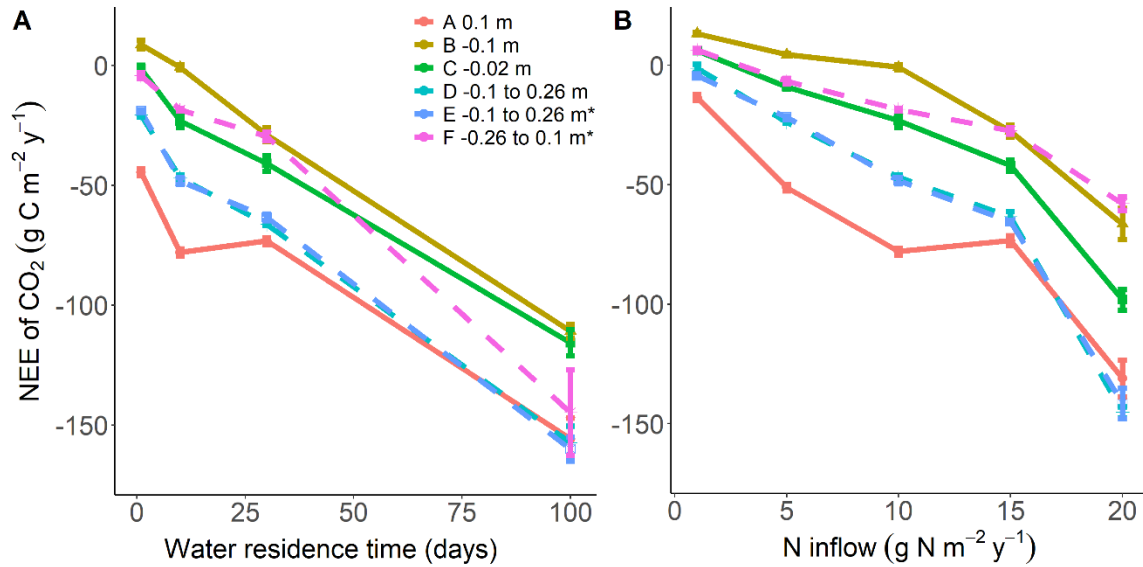 A
B
A 0.1 m
B -0.1 m
C -0.02 m
D -0.1 to 0.26 m
E -0.1 to 0.26 m*
F -0.26 to 0.1 m*
NEE of CO₂ (g C m⁻² y⁻¹)
0
-50
-100
-150
0
25
50
75
100
Water residence time (days)
0
-50
-100
-150
0
5
10
15
20
N inflow (g N m⁻² y⁻¹)